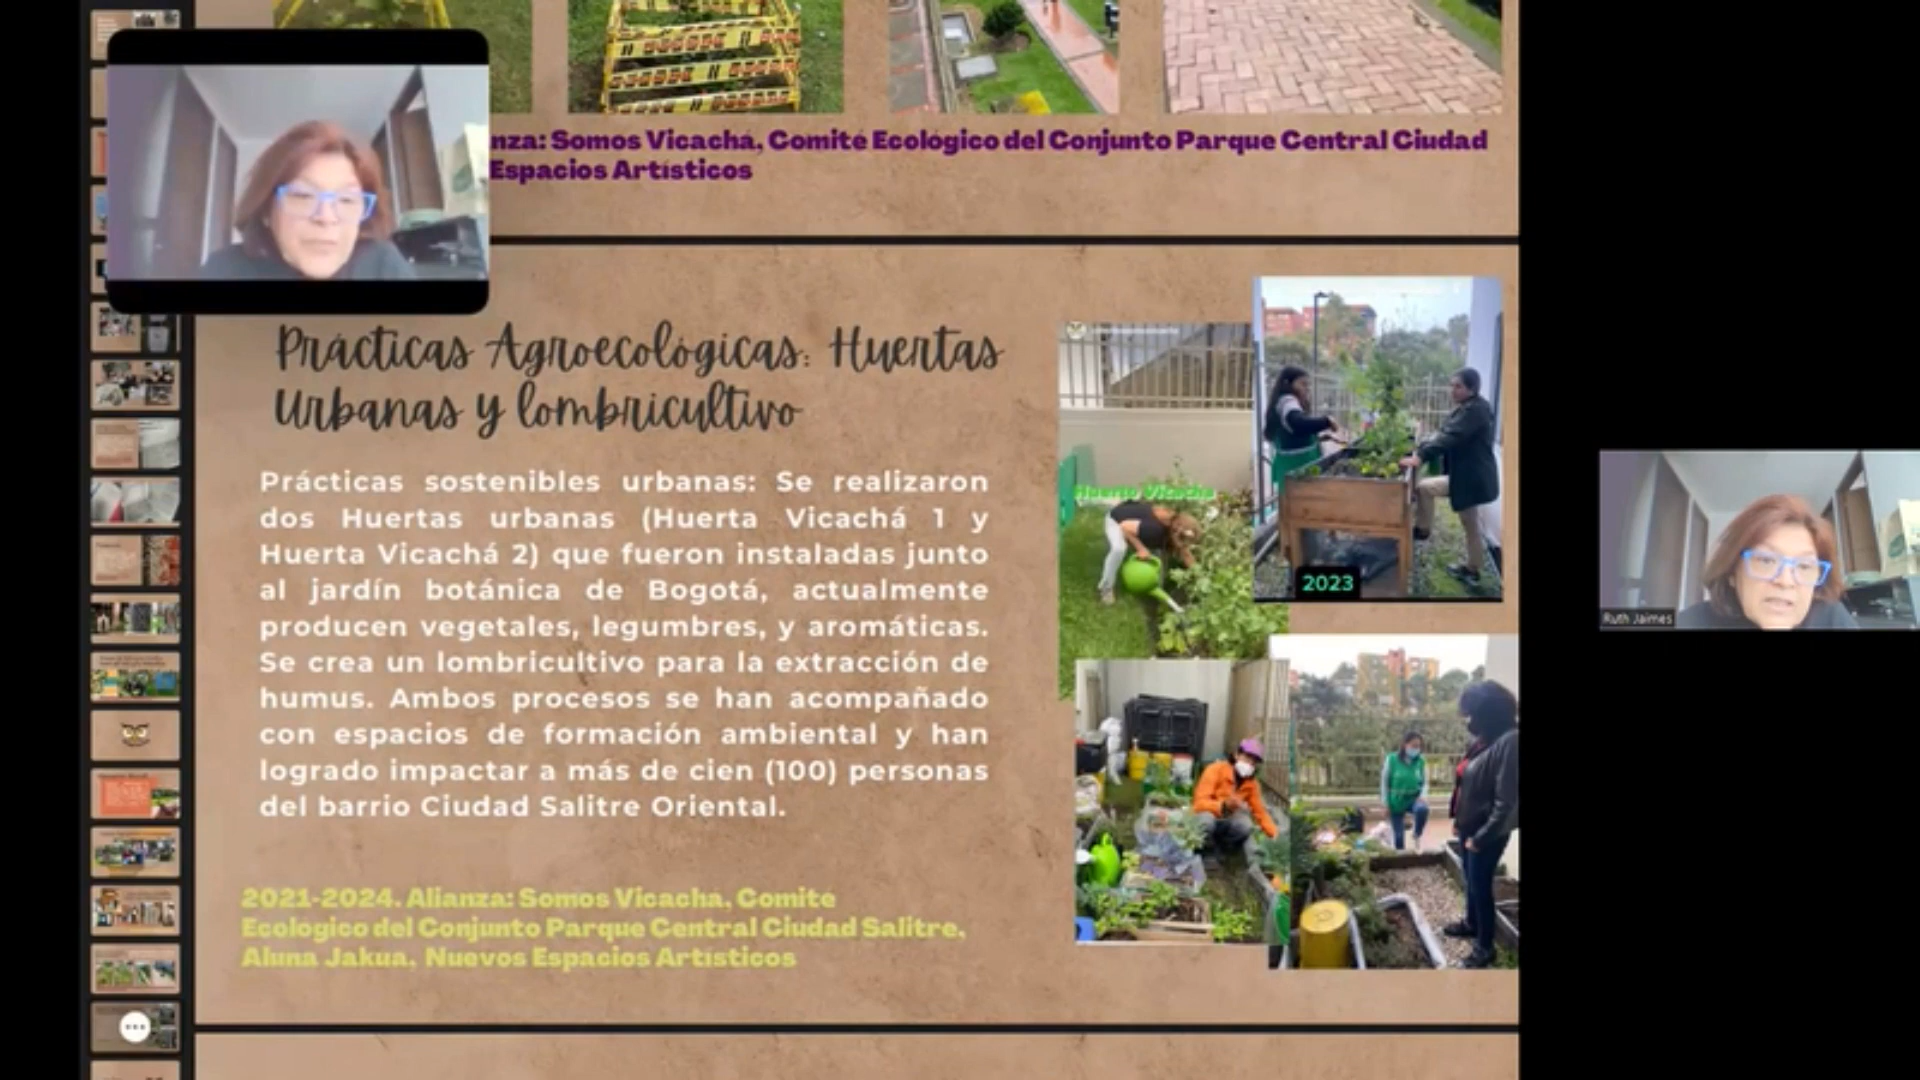 nza: Somos Vicachá, Comité Ecológico del Conjunto Parque Central Ciudad
Espacios Artísticos
Prácticas Agroecológicas: Huertas
Urbanas y lombricultivo
Prácticas sostenibles urbanas: Se realizaron
dos Huertas urbanas (Huerta Vicachá 1 y
Huerta Vicachá 2) que fueron instaladas junto
al jardín botánica de Bogotá, actualmente
producen vegetales, legumbres, y aromáticas.
Se crea un lombricultivo para la extracción de
humus. Ambos procesos se han acompañado
con espacios de formación ambiental y han
logrado impactar a más de cien (100) personas
del barrio Ciudad Salitre Oriental.
2021-2024. Alianza: Somos Vicacha. Comite
Ecologico del Conjunto Parque Central Ciudad Salitre,
Aluna Jakua, Nuevos Espacios Artísticos
Huerto Vicacha
2023
Ruth Jaimes